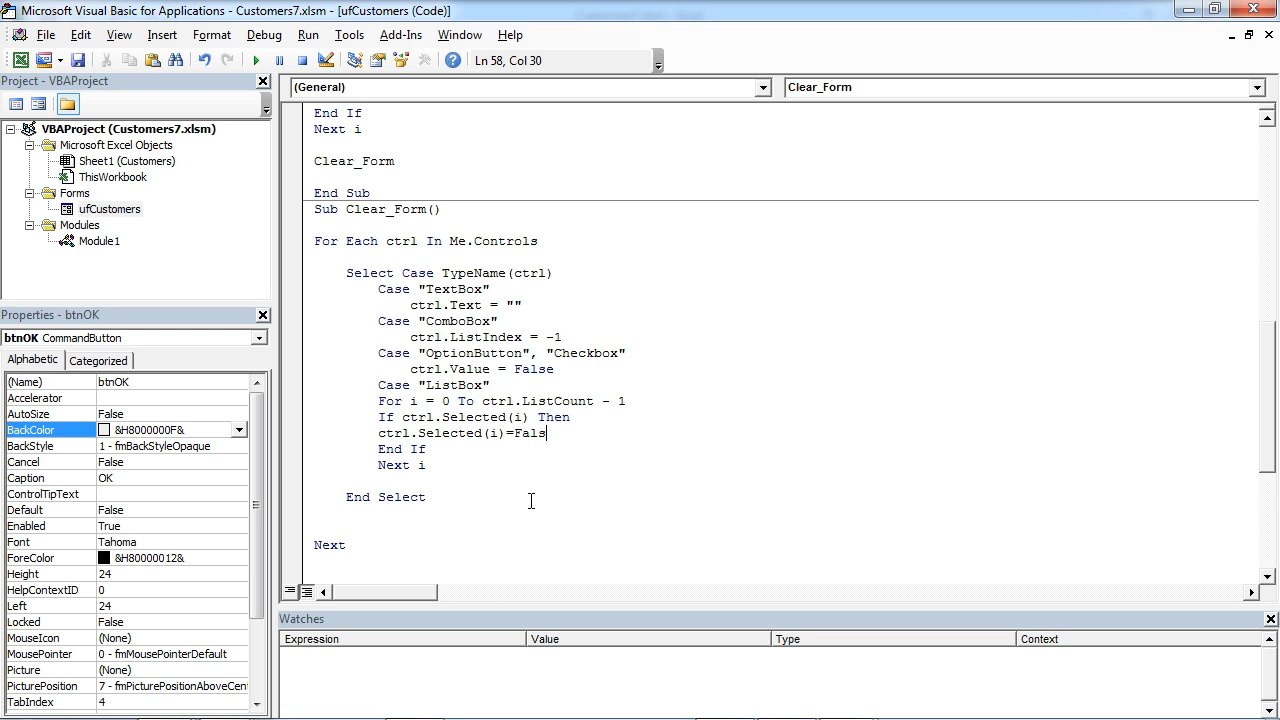 Microsoft Visual Basic for Applications - Customers7.xlsm - [ufCustomers (Code)]
File Edit View Insert Format Debug Run Tools Add-Ins Window Help
Ln 58, Col 30
Project - VBAProject
(General) Clear_Form
VBAProject (Customers7.xlsm)
Microsoft Excel Objects
Sheet1 (Customers)
ThisWorkbook
Forms
ufCustomers
Modules
Module1
Properties - btnOK
btnOK CommandButton
Alphabetic Categorized
(Name) btnOK
Accelerator
AutoSize False
BackColor &H8000000F&
BackStyle 1 - fmBackStyleOpaque
Cancel False
Caption OK
ControlTipText
Default False
Enabled True
Font Tahoma
ForeColor &H80000012&
Height 24
HelpContextID 0
Left 24
Locked False
MouseIcon (None)
MousePointer 0 - fmMousePointerDefault
Picture (None)
PicturePosition 7 - fmPicturePositionAboveCent
TabIndex 4
End If
Next i
Clear_Form
End Sub
Sub Clear_Form()
For Each ctrl In Me.Controls
Select Case TypeName(ctrl)
Case "TextBox"
ctrl.Text = ""
Case "ComboBox"
ctrl.ListIndex = -1
Case "OptionButton", "Checkbox"
ctrl.Value = False
Case "ListBox"
For i = 0 To ctrl.ListCount - 1
If ctrl.Selected(i) Then
ctrl.Selected(i)=Fals
End If
Next i
End Select
Next
Watches
Expression Value Type Context